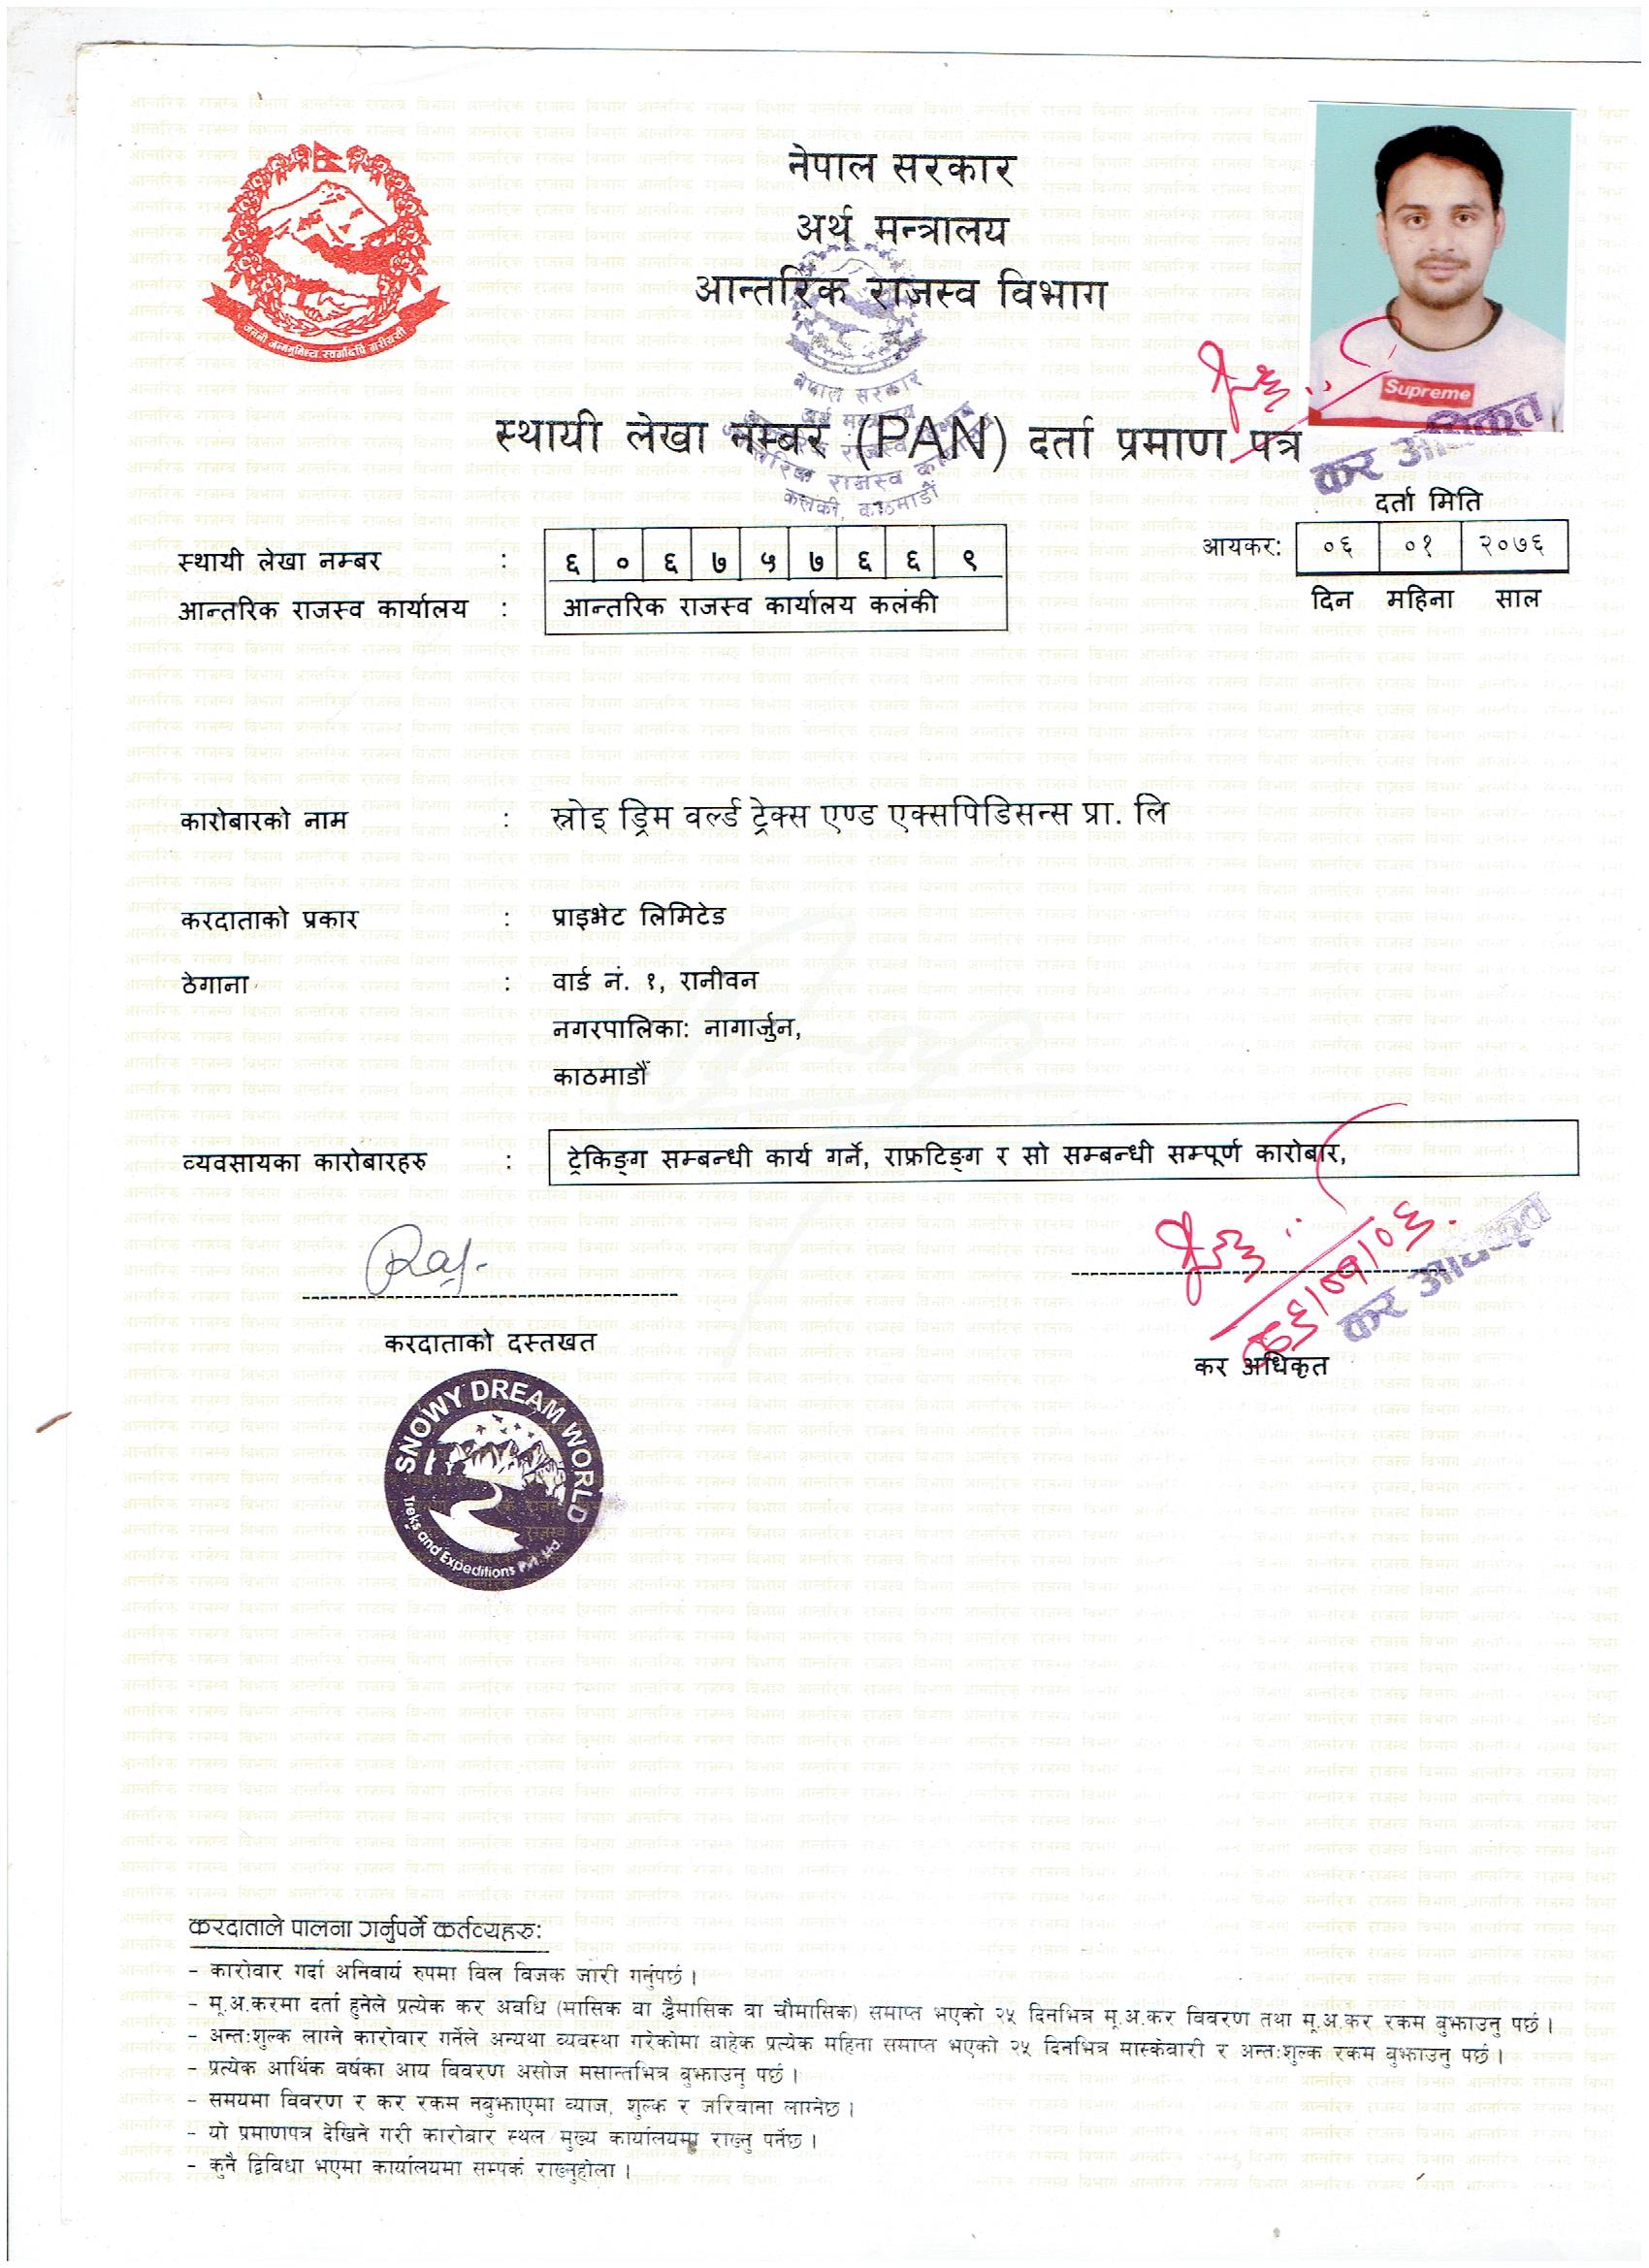 नेपाल सरकार
अर्थ मन्त्रालय
आन्तरिक राजस्व विभाग
जननी जन्मभूमिश्च स्वर्गादपि गरीयसी
Supreme
नेपाल सरकार
अर्थ मन्त्रालय
कलंकी, काठमाडौं
स्थायी लेखा नम्बर (PAN) दर्ता प्रमाण पत्र
कर अधिकृत
दर्ता मिति
स्थायी लेखा नम्बर : ६ ० ६ ७ ५ ७ ६ ६ ९
आयकर: ०६ ०१ २०७६
दिन महिना साल
आन्तरिक राजस्व कार्यालय : आन्तरिक राजस्व कार्यालय कलंकी
कारोबारको नाम : स्नोइ ड्रिम वर्ल्ड ट्रेक्स एण्ड एक्सपिडिसन्स प्रा. लि
करदाताको प्रकार : प्राइभेट लिमिटेड
ठेगाना : वार्ड नं. १, रानीवन
नगरपालिका: नागार्जुन,
काठमाडौँ
व्यवसायका कारोबारहरु : ट्रेकिङ्ग सम्बन्धी कार्य गर्ने, राफ्रटिङ्ग र सो सम्बन्धी सम्पूर्ण कारोबार,
Raj
करदाताको दस्तखत
कर अधिकृत
कर अधिकृत
SNOWY DREAM WORLD
Treks and Expeditions Pvt. Ltd.
करदाताले पालना गर्नुपर्ने कर्तव्यहरु:
- कारोवार गर्दा अनिवार्य रुपमा विल विजक जारी गर्नुपर्छ ।
- मू.अ.करमा दर्ता हुनेले प्रत्येक कर अवधि (मासिक वा द्वैमासिक वा चौमासिक) समाप्त भएको २५ दिनभित्र मू.अ.कर विवरण तथा मू.अ.कर रकम वुझाउनु पर्छ ।
- अन्तःशुल्क लाग्ने कारोवार गर्नेले अन्यथा व्यवस्था गरेकोमा वाहेक प्रत्येक महिना समाप्त भएको २५ दिनभित्र मास्केवारी र अन्तःशुल्क रकम वुझाउनु पर्छ ।
- प्रत्येक आर्थिक वर्षका आय विवरण असोज मसान्तभित्र वुझाउनु पर्छ ।
- समयमा विवरण र कर रकम नवुझाएमा व्याज, शुल्क र जरिवाना लाग्नेछ ।
- यो प्रमाणपत्र देखिने गरी कारोवार स्थल मुख्य कार्यालयमा राख्नु पर्नेछ ।
- कुनै द्विविधा भएमा कार्यालयमा सम्पर्क राख्नुहोला ।